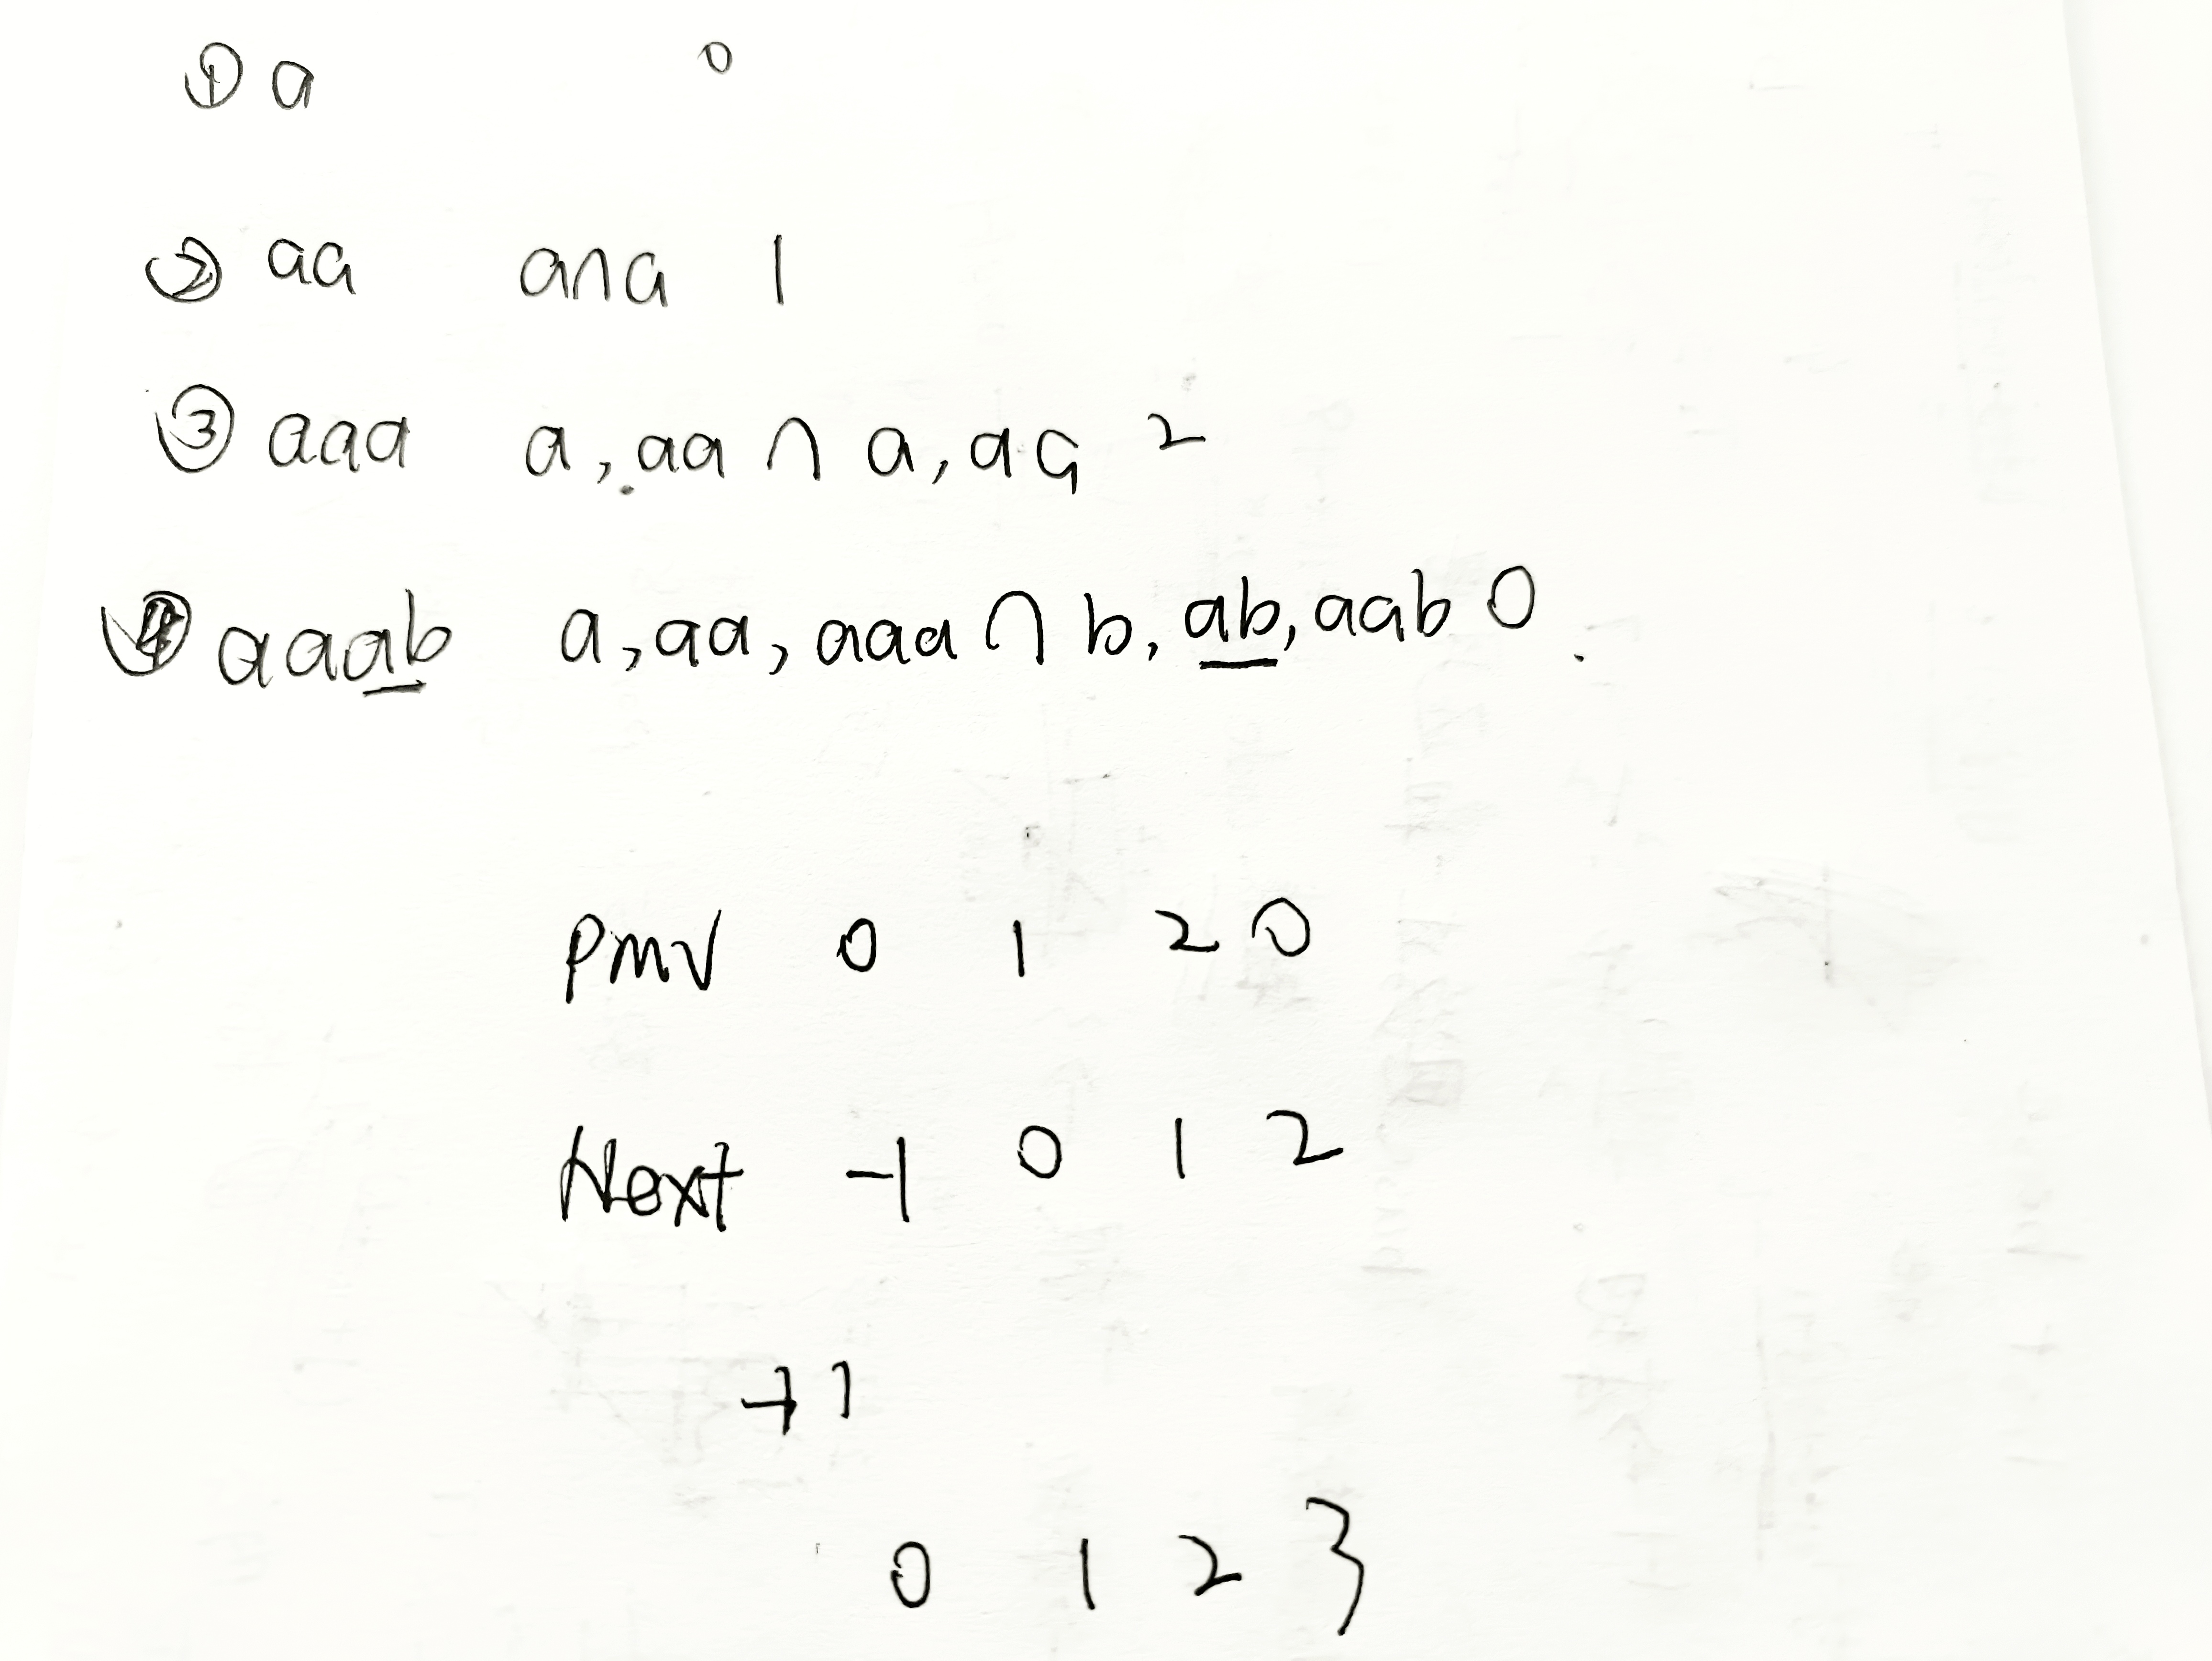 ① a 0
② aa a∩a 1
③ aaa a, aa ∩ a, aa 2
④ aaab a, aa, aaa ∩ b, ab, aab 0
PMV 0 1 2 0
Next -1 0 1 2
+1
0 1 2 3